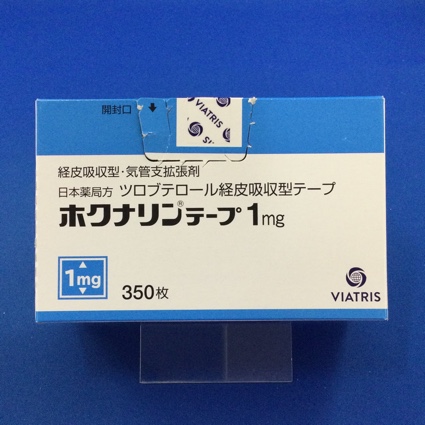 開封口
VIATRIS
経皮吸収型・気管支拡張剤
日本薬局方 ツロブテロール経皮吸収型テープ
ホクナリン®テープ1mg
1mg
350枚
VIATRIS